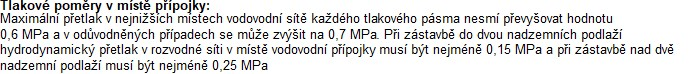 Tlakové poměry v místě přípojky:
Maximální přetlak v nejnižších místech vodovodní sítě každého tlakového pásma nesmí převyšovat hodnotu
0,6 MPa a v odůvodněných případech se může zvýšit na 0,7 MPa. Při zástavbě do dvou nadzemních podlaží
hydrodynamický přetlak v rozvodné síti v místě vodovodní přípojky musí být nejméně 0,15 MPa a při zástavbě nad dvě
nadzemní podlaží musí být nejméně 0,25 MPa